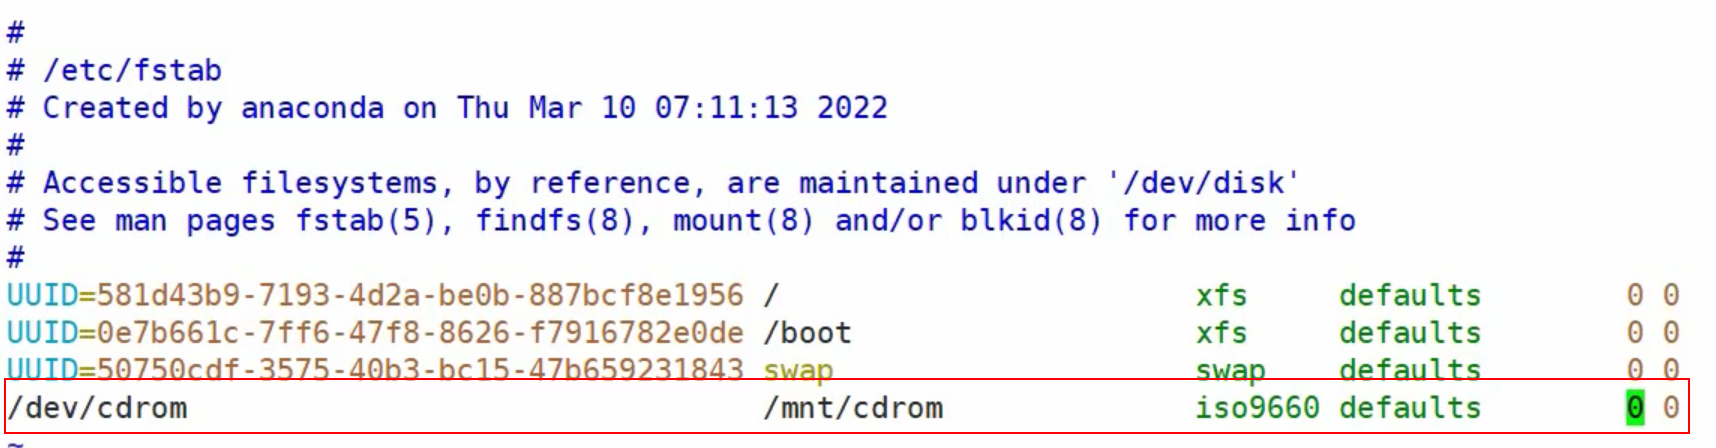 #
# /etc/fstab
# Created by anaconda on Thu Mar 10 07:11:13 2022
#
# Accessible filesystems, by reference, are maintained under '/dev/disk'
# See man pages fstab(5), findfs(8), mount(8) and/or blkid(8) for more info
#
UUID=581d43b9-7193-4d2a-be0b-887bcf8e1956 /                       xfs     defaults        0 0
UUID=0e7b661c-7ff6-47f8-8626-f7916782e0de /boot                   xfs     defaults        0 0
UUID=50750cdf-3575-40b3-bc15-47b659231843 swap                    swap    defaults        0 0
/dev/cdrom                                /mnt/cdrom              iso9660 defaults        0 0
~